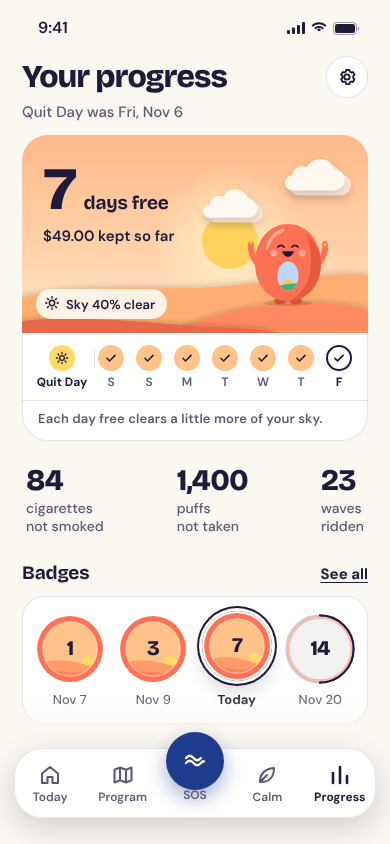 9:41
Your progress
Quit Day was Fri, Nov 6
7 days free
$49.00 kept so far
Sky 40% clear
Quit Day S S M T W T F
Each day free clears a little more of your sky.
84 1,400 23
cigarettes puffs waves
not smoked not taken ridden
Badges See all
1 3 7 14
Nov 7 Nov 9 Today Nov 20
Today Program SOS Calm Progress